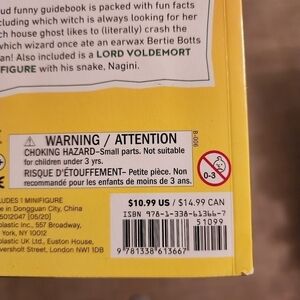 ud funny guidebook is packed with fun facts
cluding which witch is always looking for her
ch house ghost likes to (literally) crash the
which wizard once ate an earwax Bertie Botts
an! Also included is a LORD VOLDEMORT
FIGURE with his snake, Nagini.
WARNING / ATTENTION
CHOKING HAZARD–Small parts. Not suitable
for children under 3 yrs.
RISQUE D'ÉTOUFFEMENT– Petite pièce. Non
recommandé pour les enfants de moins de 3 ans.
B-006
0-3
$10.99 US / $14.99 CAN
ISBN 978-1-338-61366-7
51099
9 781338 613667
LUDES 1 MINIFIGURE
e in Dongguan City, China
5012047 [05/20]
olastic Inc., 557 Broadway,
York, NY 10012
olastic UK Ltd., Euston House,
versholt Street, London NW1 1DB